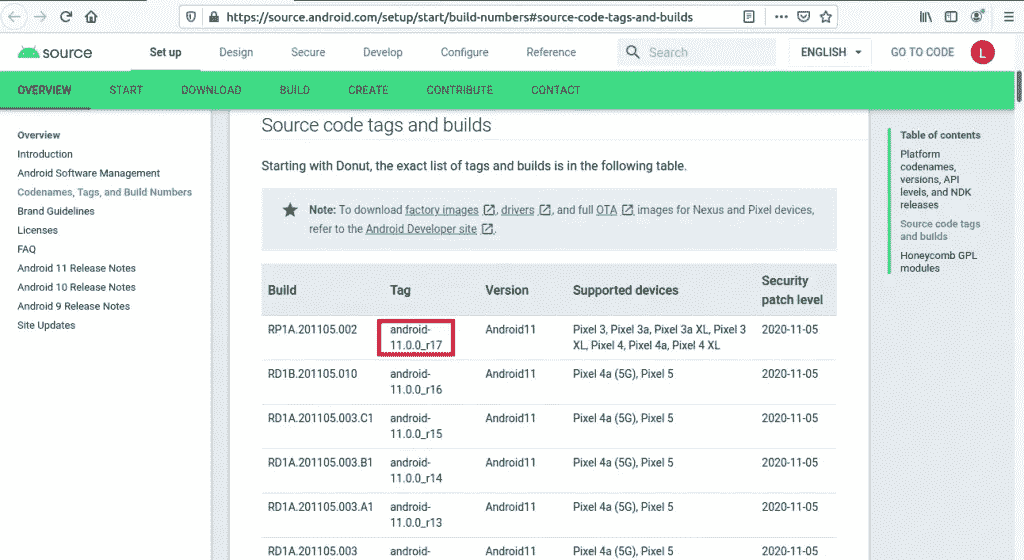 https://source.android.com/setup/start/build-numbers#source-code-tags-and-builds
source
Set up
Design
Secure
Develop
Configure
Reference
Search
ENGLISH
GO TO CODE
L
OVERVIEW
START
DOWNLOAD
BUILD
CREATE
CONTRIBUTE
CONTACT
Overview
Introduction
Android Software Management
Codenames, Tags, and Build Numbers
Brand Guidelines
Licenses
FAQ
Android 11 Release Notes
Android 10 Release Notes
Android 9 Release Notes
Site Updates
Source code tags and builds
Starting with Donut, the exact list of tags and builds is in the following table.
Note: To download factory images, drivers, and full OTA images for Nexus and Pixel devices,
refer to the Android Developer site.
Build Tag Version Supported devices Security
patch level
RP1A.201105.002 android- Android11 Pixel 3, Pixel 3a, Pixel 3a XL, Pixel 3 2020-11-05
11.0.0_r17 XL, Pixel 4, Pixel 4a, Pixel 4 XL
RD1B.201105.010 android- Android11 Pixel 4a (5G), Pixel 5 2020-11-05
11.0.0_r16
RD1A.201105.003.C1 android- Android11 Pixel 4a (5G), Pixel 5 2020-11-05
11.0.0_r15
RD1A.201105.003.B1 android- Android11 Pixel 4a (5G), Pixel 5 2020-11-05
11.0.0_r14
RD1A.201105.003.A1 android- Android11 Pixel 4a (5G), Pixel 5 2020-11-05
11.0.0_r13
RD1A.201105.003 android- Android11 Pixel 4a (5G), Pixel 5 2020-11-05
Table of contents
Platform
codenames,
versions, API
levels, and NDK
releases
Source code tags
and builds
Honeycomb GPL
modules